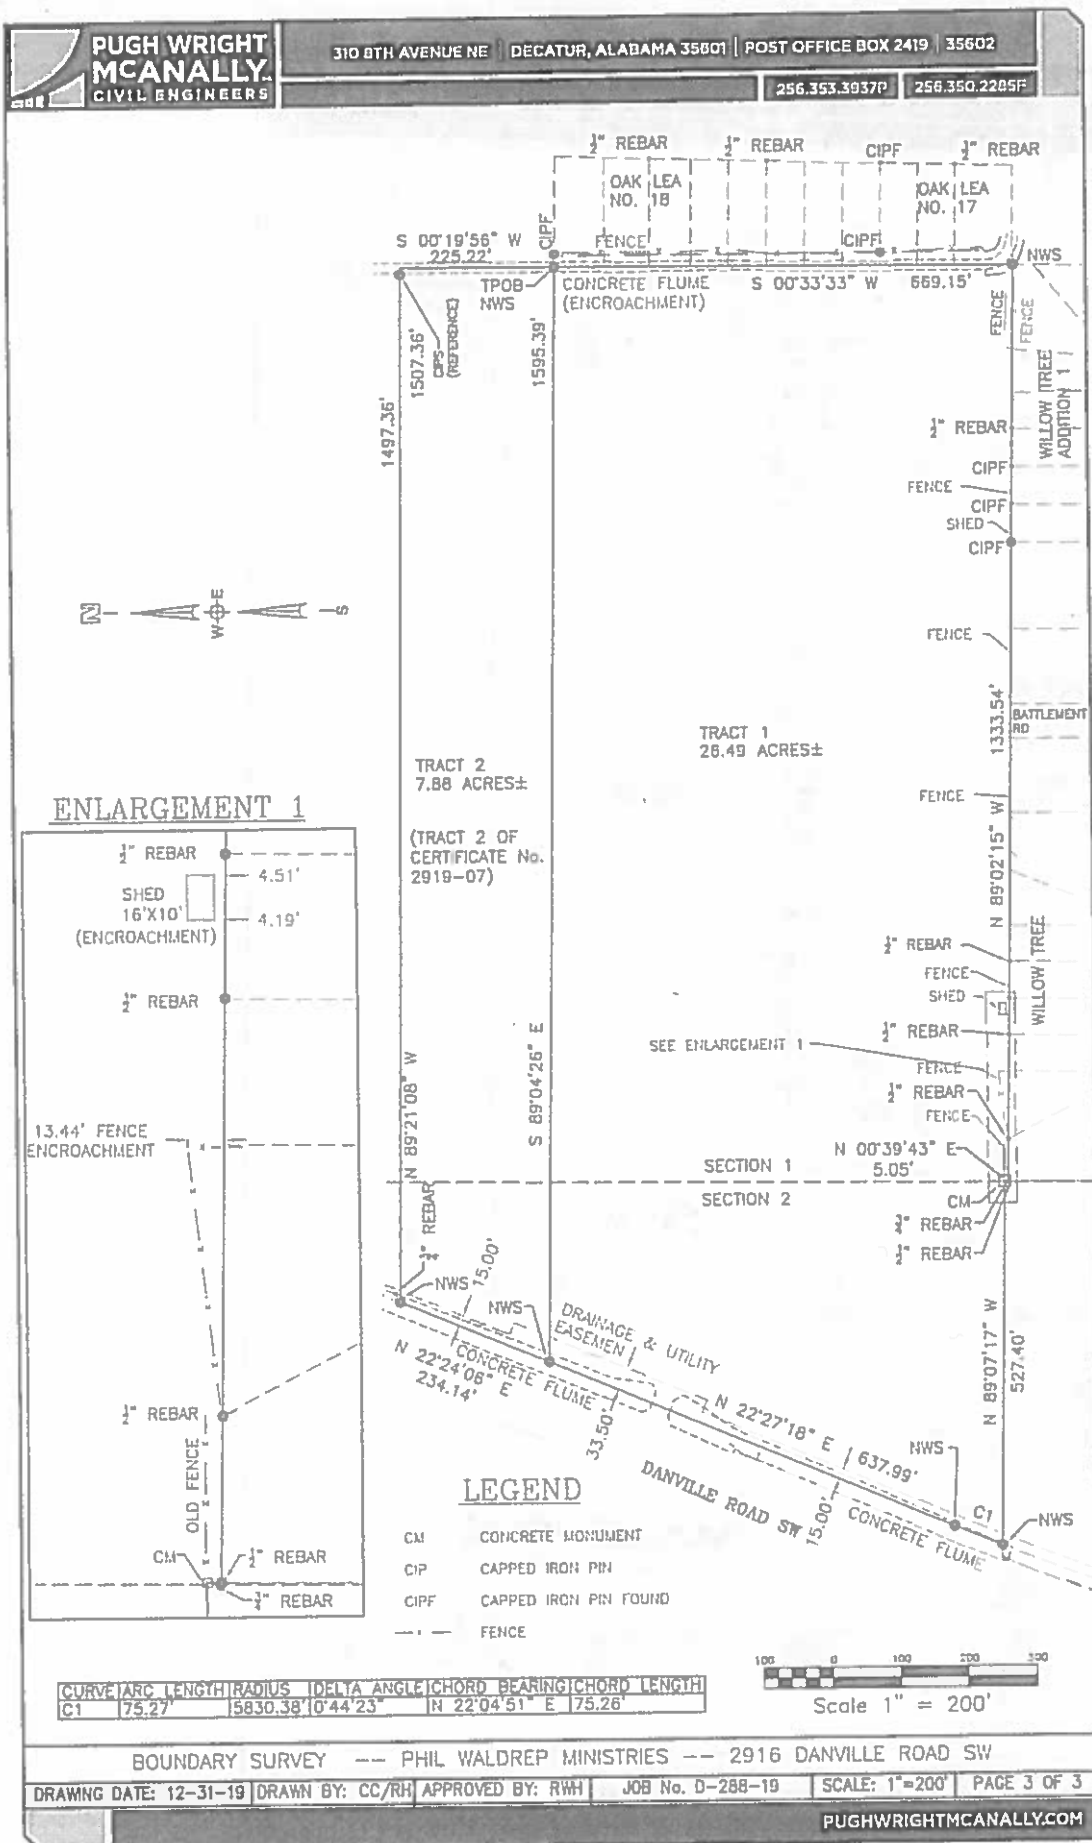 PUGH WRIGHT
MCANALLY
CIVIL ENGINEERS
310 8TH AVENUE NE | DECATUR, ALABAMA 35601 | POST OFFICE BOX 2419 | 35602
256.353.3937P
256.350.2285F
½" REBAR
½" REBAR
CIPF
½" REBAR
OAK LEA
NO. 18
OAK LEA
NO. 17
S 00°19'56" W
225.22'
CIPF
FENCE
CIPF
NWS
TPOB
NWS
CONCRETE FLUME
(ENCROACHMENT)
S 00°33'33" W 669.15'
CIPS
(REFERENCE)
1507.36'
1497.36'
1595.39'
FENCE
FENCE
WILLOW TREE
ADDITION 1
½" REBAR
CIPF
FENCE
CIPF
SHED
CIPF
N
E
W
S
FENCE
1333.54'
BATTLEMENT
RD
TRACT 1
26.49 ACRES±
TRACT 2
7.88 ACRES±
(TRACT 2 OF
CERTIFICATE No.
2919-07)
FENCE
N 89°02'15" W
ENLARGEMENT 1
½" REBAR
4.51'
SHED
16'X10'
(ENCROACHMENT)
4.19'
½" REBAR
13.44' FENCE
ENCROACHMENT
½" REBAR
OLD FENCE
CM
½" REBAR
¾" REBAR
½" REBAR
FENCE
SHED
WILLOW TREE
½" REBAR
SEE ENLARGEMENT 1
FENCE
½" REBAR
FENCE
N 89°21'08" W
S 89°04'26" E
SECTION 1
SECTION 2
N 00°39'43" E
5.05'
CM
¾" REBAR
½" REBAR
REBAR
NWS
15.00'
NWS
DRAINAGE & UTILITY
EASEMEN
N 22°24'06" E
234.14'
CONCRETE FLUME
33.50'
N 22°27'18" E 637.99'
DANVILLE ROAD SW
15.00'
CONCRETE FLUME
N 89°07'17" W
527.40'
NWS
C1
NWS
LEGEND
CM CONCRETE MONUMENT
CIP CAPPED IRON PIN
CIPF CAPPED IRON PIN FOUND
FENCE
CURVE ARC LENGTH RADIUS DELTA ANGLE CHORD BEARING CHORD LENGTH
C1 75.27' 5830.38' 0°44'23" N 22°04'51" E 75.26'
100 0 100 200 300
Scale 1" = 200'
BOUNDARY SURVEY -- PHIL WALDREP MINISTRIES -- 2916 DANVILLE ROAD SW
DRAWNG DATE: 12-31-19 DRAWN BY: CC/RH APPROVED BY: RWH JOB No. D-288-19 SCALE: 1"=200' PAGE 3 OF 3
PUGHWRIGHTMCANALLY.COM